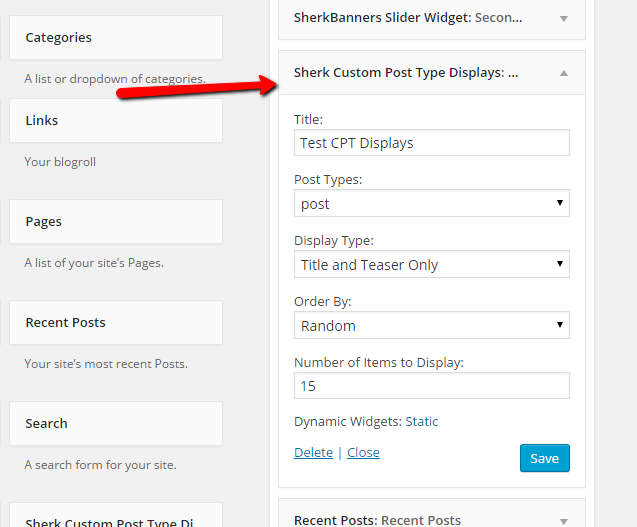 Categories
A list or dropdown of categories.
Links
Your blogroll
Pages
A list of your site's Pages.
Recent Posts
Your site's most recent Posts.
Search
A search form for your site.
Sherk Custom Post Type Di
SherkBanners Slider Widget: Secon...
Sherk Custom Post Type Displays: ...
Title:
Test CPT Displays
Post Types:
post
Display Type:
Title and Teaser Only
Order By:
Random
Number of Items to Display:
15
Dynamic Widgets: Static
Delete | Close
Save
Recent Posts: Recent Posts